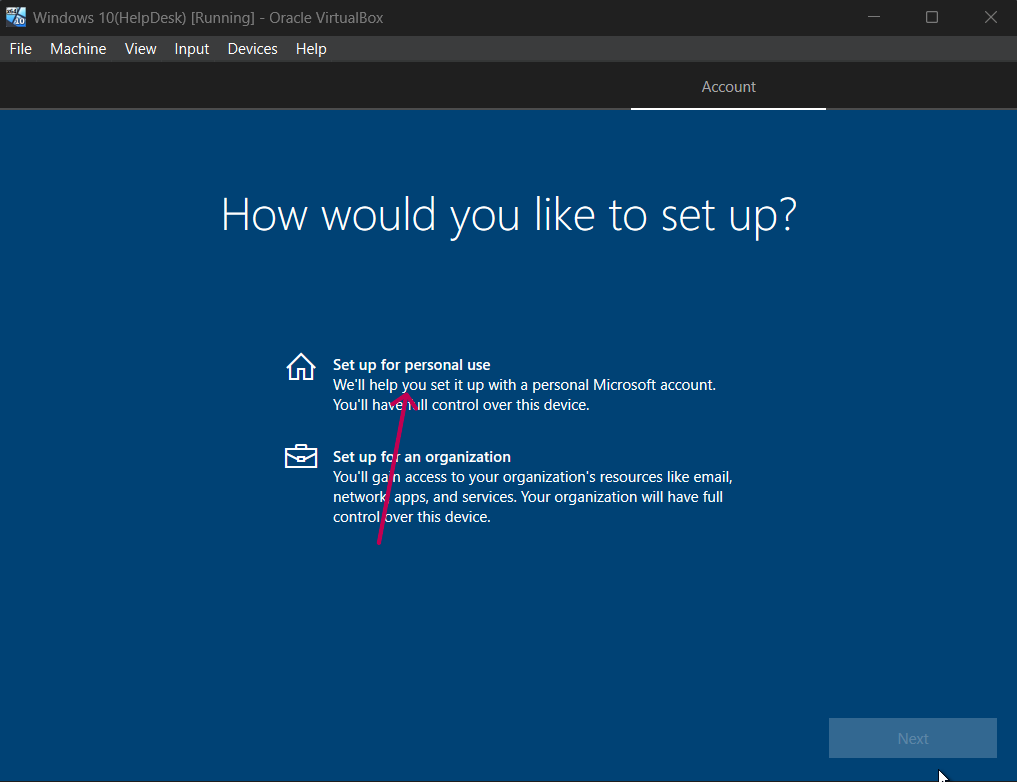 Windows 10(HelpDesk) [Running] - Oracle VirtualBox
File Machine View Input Devices Help
Account
How would you like to set up?
Set up for personal use
We'll help you set it up with a personal Microsoft account.
You'll have full control over this device.
Set up for an organization
You'll gain access to your organization's resources like email,
network, apps, and services. Your organization will have full
control over this device.
Next